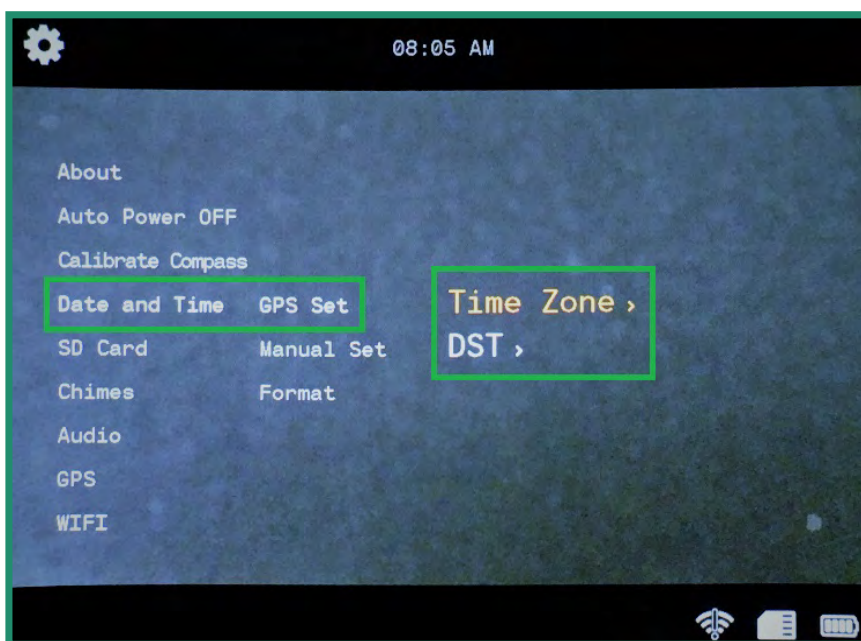 08:05 AM
About
Auto Power OFF
Calibrate Compass
Date and Time GPS Set Time Zone ›
SD Card Manual Set DST ›
Chimes Format
Audio
GPS
WIFI